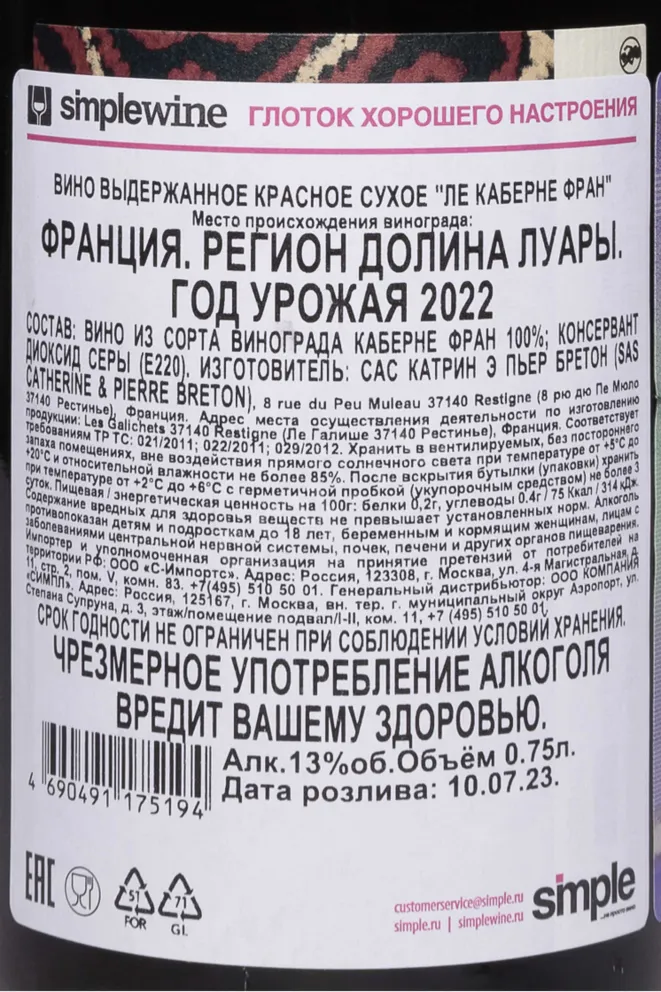 simplewine ГЛОТОК ХОРОШЕГО НАСТРОЕНИЯ
ВИНО ВЫДЕРЖАННОЕ КРАСНОЕ СУХОЕ "ЛЕ КАБЕРНЕ ФРАН"
Место происхождения винограда:
ФРАНЦИЯ. РЕГИОН ДОЛИНА ЛУАРЫ.
ГОД УРОЖАЯ 2022
СОСТАВ: ВИНО ИЗ СОРТА ВИНОГРАДА КАБЕРНЕ ФРАН 100%; КОНСЕРВАНТ
ДИОКСИД СЕРЫ (Е220). ИЗГОТОВИТЕЛЬ: САС КАТРИН Э ПЬЕР БРЕТОН (SAS
CATHERINE & PIERRE BRETON), 8 rue du Peu Muleau 37140 Restigne (8 рю дю Пе Мюло
37140 Рестинье), Франция. Адрес места осуществления деятельности по изготовлению
продукции: Les Galichets 37140 Restigne (Ле Галише 37140 Рестинье), Франция. Соответствует
требованиям ТР ТС: 021/2011; 022/2011; 029/2012. Хранить в вентилируемых, без постороннего
запаха помещениях, вне воздействия прямого солнечного света при температуре от +5°C до
+20°C и относительной влажности не более 85%. После вскрытия бутылки (упаковки) хранить
при температуре от +2°C до +6°C с герметичной пробкой (укупорочным средством) не более 3
суток. Пищевая / энергетическая ценность на 100г: белки 0,2г, углеводы 0.4г / 75 Ккал / 314 кДж.
Содержание вредных для здоровья веществ не превышает установленных норм. Алкоголь
противопоказан детям и подросткам до 18 лет, беременным и кормящим женщинам, лицам с
заболеваниями центральной нервной системы, почек, печени и других органов пищеварения.
Импортер и уполномоченная организация на принятие претензий от потребителей на
территории РФ: ООО «С-Импортс». Адрес: Россия, 123308, г. Москва, ул. 4-я Магистральная, д.
11, стр. 2, пом. V, комн. 83. +7(495) 510 50 01. Генеральный дистрибьютор: ООО КОМПАНИЯ
«СИМПЛ». Адрес: Россия, 125167, г. Москва, вн. тер. г. муниципальный округ Аэропорт, ул.
Степана Супруна, д. 3, этаж/помещение подвал/I-II, ком. 11, +7 (495) 510 50 01.
СРОК ГОДНОСТИ НЕ ОГРАНИЧЕН ПРИ СОБЛЮДЕНИИ УСЛОВИЙ ХРАНЕНИЯ.
ЧРЕЗМЕРНОЕ УПОТРЕБЛЕНИЕ АЛКОГОЛЯ
ВРЕДИТ ВАШЕМУ ЗДОРОВЬЮ.
Алк.13%об.Объём 0.75л.
Дата розлива: 10.07.23.
4 690491 175194
EAC
51
FOR
71
GL
customerservice@simple.ru
simple.ru | simplewine.ru
simple
...не просто вино